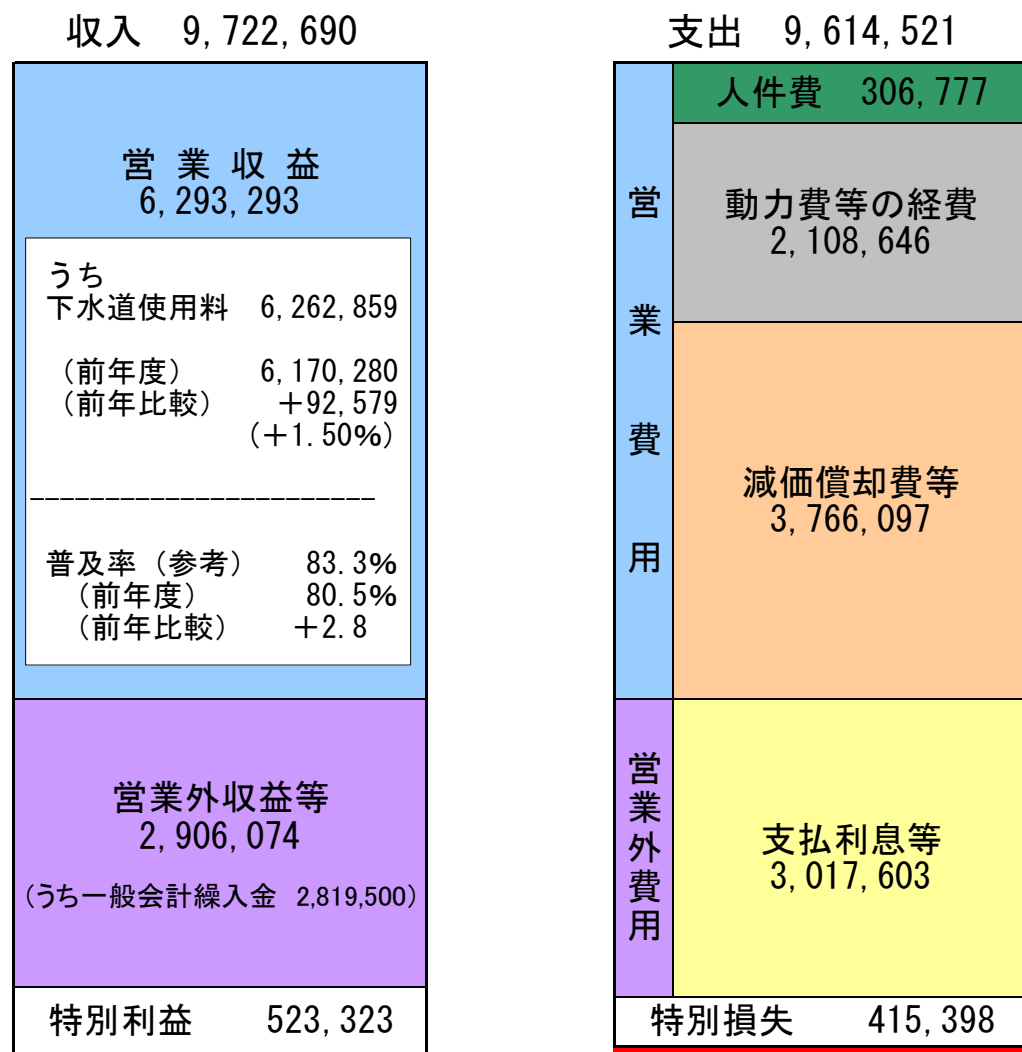 収入　9,722,690
営業収益
6,293,293
うち
下水道使用料　6,262,859
（前年度）　6,170,280
（前年比較）　＋92,579
（＋1.50%）
普及率（参考）　83.3%
（前年度）　80.5%
（前年比較）　＋2.8
営業外収益等
2,906,074
（うち一般会計繰入金　2,819,500）
特別利益　523,323
支出　9,614,521
営業費用
人件費　306,777
動力費等の経費
2,108,646
減価償却費等
3,766,097
営業外費用
支払利息等
3,017,603
特別損失　415,398